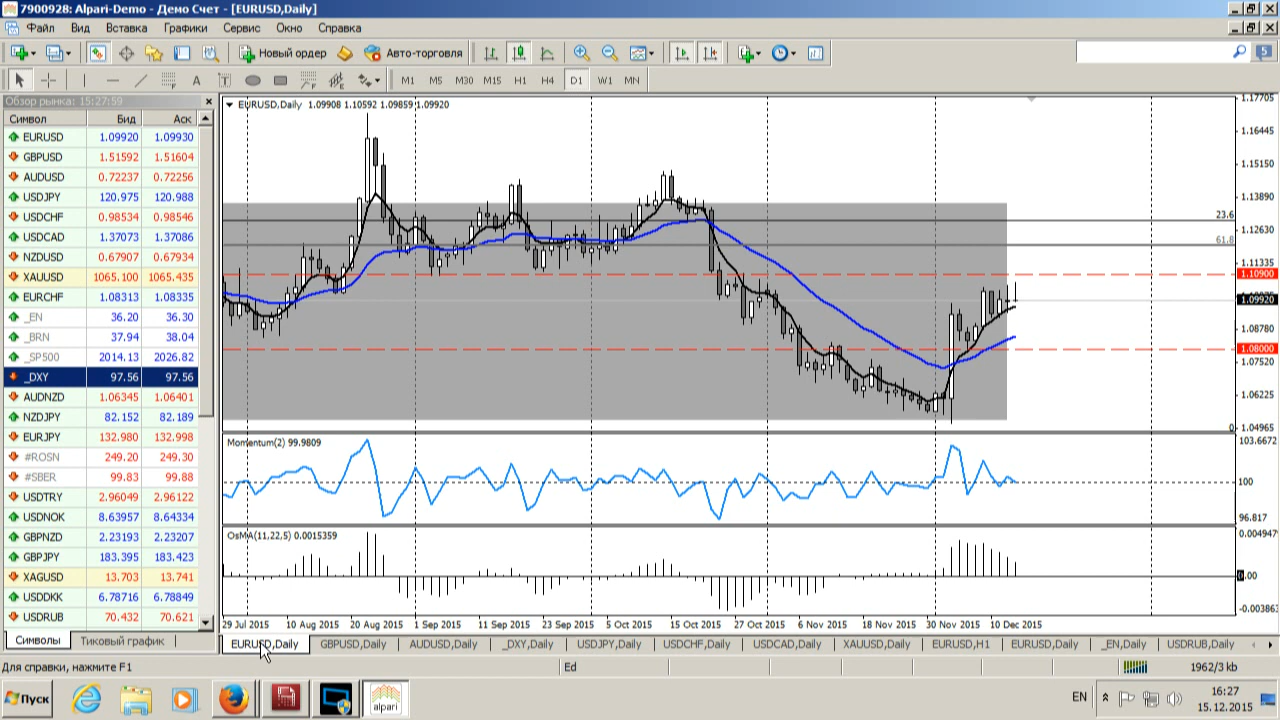 7900928: Alpari-Demo - Демо Счет - [EURUSD,Daily]
Файл Вид Вставка Графики Сервис Окно Справка
Новый ордер Авто-торговля 5
A T M1 M5 M30 M15 H1 H4 D1 W1 MN
Обзор рынка: 15:27:59
Символ Бид Аск
EURUSD 1.09920 1.09930
GBPUSD 1.51592 1.51604
AUDUSD 0.72237 0.72256
USDJPY 120.975 120.988
USDCHF 0.98534 0.98546
USDCAD 1.37073 1.37086
NZDUSD 0.67907 0.67934
XAUUSD 1065.100 1065.435
EURCHF 1.08313 1.08335
_EN 36.20 36.30
_BRN 37.94 38.04
_SP500 2014.13 2026.82
_DXY 97.56 97.56
AUDNZD 1.06345 1.06401
NZDJPY 82.152 82.189
EURJPY 132.980 132.998
#ROSN 249.20 249.30
#SBER 99.83 99.88
USDTRY 2.96049 2.96122
USDNOK 8.63957 8.64334
GBPNZD 2.23193 2.23207
GBPJPY 183.395 183.423
XAGUSD 13.703 13.741
USDDKK 6.78716 6.78849
USDRUB 70.432 70.621
Символы Тиковый график
EURUSD,Daily 1.09908 1.10592 1.09859 1.09920
1.17705
1.16445
1.15150
1.13890
23.6
1.12630
61.8
1.11335
1.10900
1.09920
1.08780
1.08000
1.07520
1.06225
0 1.04965
Momentum(2) 99.9809
103.6672
100
96.817
OsMA(11,22,5) 0.0015359
0.004947
0.00
-0.003863
29 Jul 2015 10 Aug 2015 20 Aug 2015 1 Sep 2015 11 Sep 2015 23 Sep 2015 5 Oct 2015 15 Oct 2015 27 Oct 2015 6 Nov 2015 18 Nov 2015 30 Nov 2015 10 Dec 2015
EURUSD,Daily GBPUSD,Daily AUDUSD,Daily _DXY,Daily USDJPY,Daily USDCHF,Daily USDCAD,Daily XAUUSD,Daily EURUSD,H1 EURUSD,Daily _EN,Daily USDRUB,Daily
Для справки, нажмите F1 Ed 1962/3 kb
Пуск alpari EN 16:27
15.12.2015